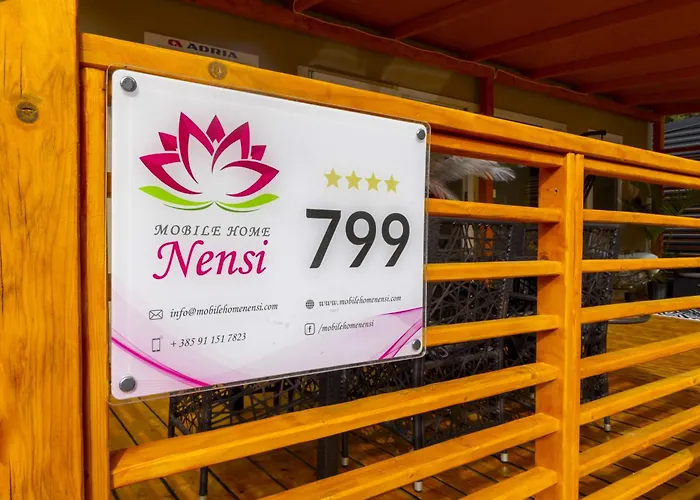 ADRIA
MOBILE HOME
Nensi
799
info@mobilehomenensi.com
+ 385 91 151 7823
www.mobilehomenensi.com
/mobilehomenensi